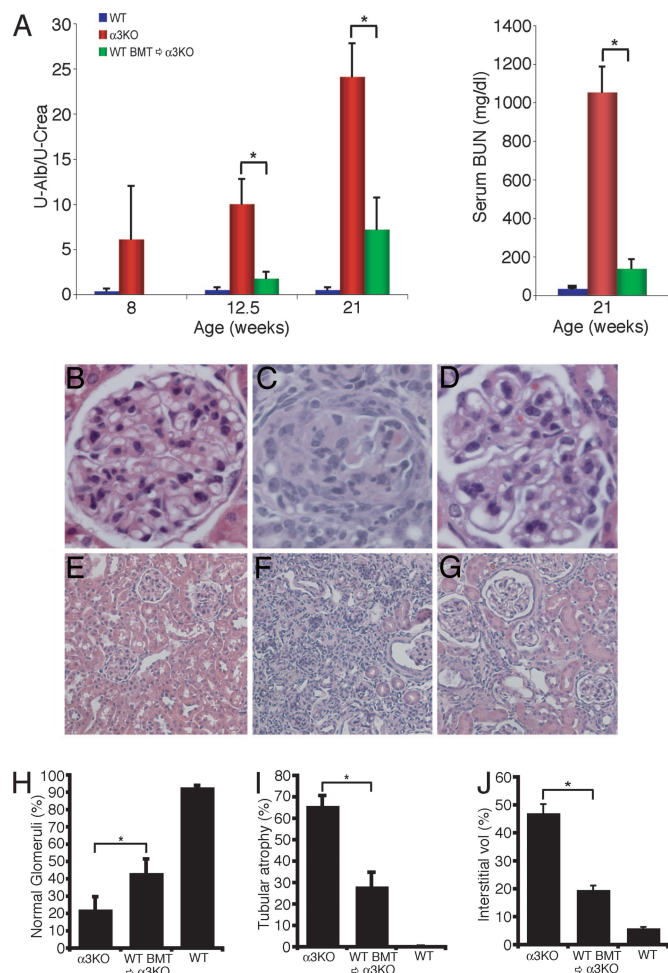 A
WT
α3KO
WT BMT ➪ α3KO
*
*
*
30
25
20
15
10
5
0
U-Alb/U-Crea
8
12.5
21
Age (weeks)
1400
1200
1000
800
600
400
200
0
Serum BUN (mg/dl)
21
Age (weeks)
B
C
D
E
F
G
H
100
90
80
70
60
50
40
30
20
10
0
Normal Glomeruli (%)
*
α3KO
WT BMT
➪ α3KO
WT
I
80
70
60
50
40
30
20
10
0
Tubular atrophy (%)
*
α3KO
WT BMT
➪ α3KO
WT
J
60
50
40
30
20
10
0
Interstitial vol (%)
*
α3KO
WT BMT
➪ α3KO
WT